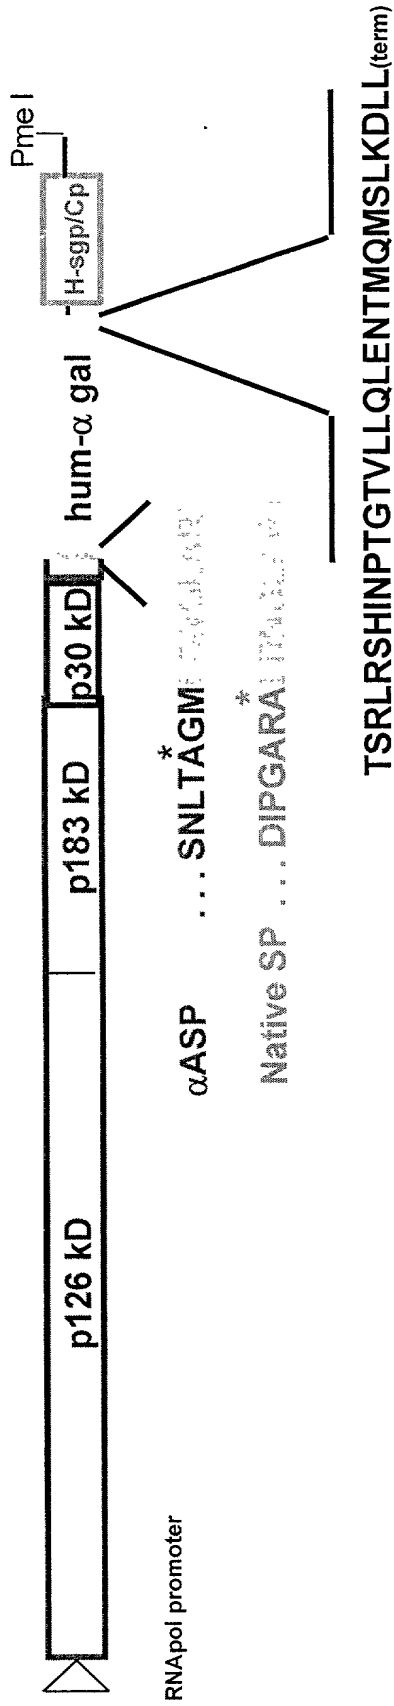 Pme I
p126 kD p183 kD p30 kD hum-α gal H-sgp/Cp
RNApol promoter
αASP ...SNLTAGM
*
Native SP ...DIPGARA
*
TSRLRSHINPTGTVLLQLENTMQMSLKDLL(term)